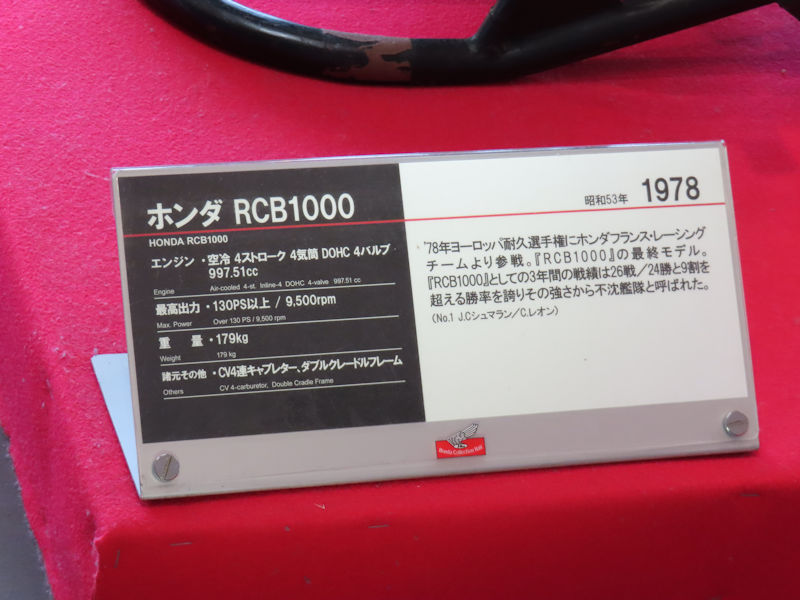 ホンダ RCB1000
HONDA RCB1000
エンジン・空冷 4ストローク 4気筒 DOHC 4バルブ
997.51cc
Engine Air-cooled 4-st. Inline-4 DOHC 4-valve 997.51 cc
最高出力・130PS以上 / 9,500rpm
Max. Power Over 130 PS / 9,500 rpm
重 量・179kg
Weight 179 kg
諸元その他・CV4連キャブレター、ダブルクレードルフレーム
Others CV 4-carburetor, Double Cradle Frame
昭和53年 1978
'78年ヨーロッパ耐久選手権にホンダフランス・レーシング
チームより参戦。『RCB1000』の最終モデル。
『RCB1000』としての3年間の戦績は26戦/24勝と9割を
超える勝率を誇りその強さから不沈艦隊と呼ばれた。
(No.1 J.Cシュマラン/C.レオン)
Honda Collection Hall